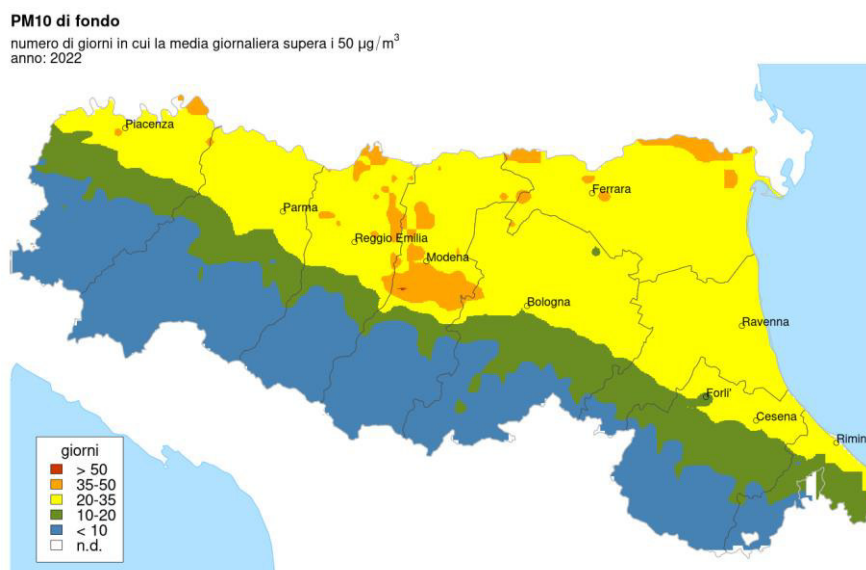 PM10 di fondo
numero di giorni in cui la media giornaliera supera i 50 µg/m³
anno: 2022
Piacenza
Parma
Reggio Emilia
Modena
Ferrara
Bologna
Ravenna
Forli'
Cesena
Rimin
giorni
> 50
35-50
20-35
10-20
< 10
n.d.